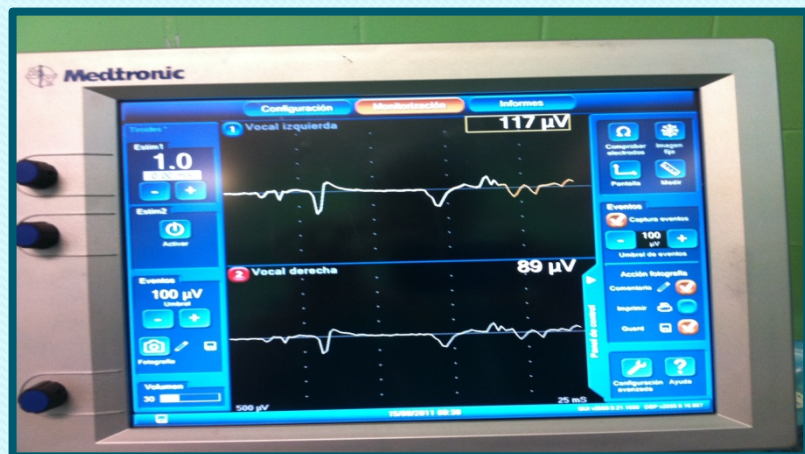 Medtronic
Configuración
Monitorización
Informes
Tiroides
Estim1
1.0
- +
Estim2
Activar
Eventos
100 µV
Umbral
- +
Fotografía
Volumen
30
1 Vocal izquierda
117 µV
2 Vocal derecha
89 µV
500 µV
25 mS
Comprobar electrodos
Imagen fija
Pantalla
Medir
Eventos
Captura eventos
- 100 µV +
Umbral de eventos
Panel de control
Acción fotografía
Comentario
Imprimir
Guard
Configuración avanzada
Ayuda